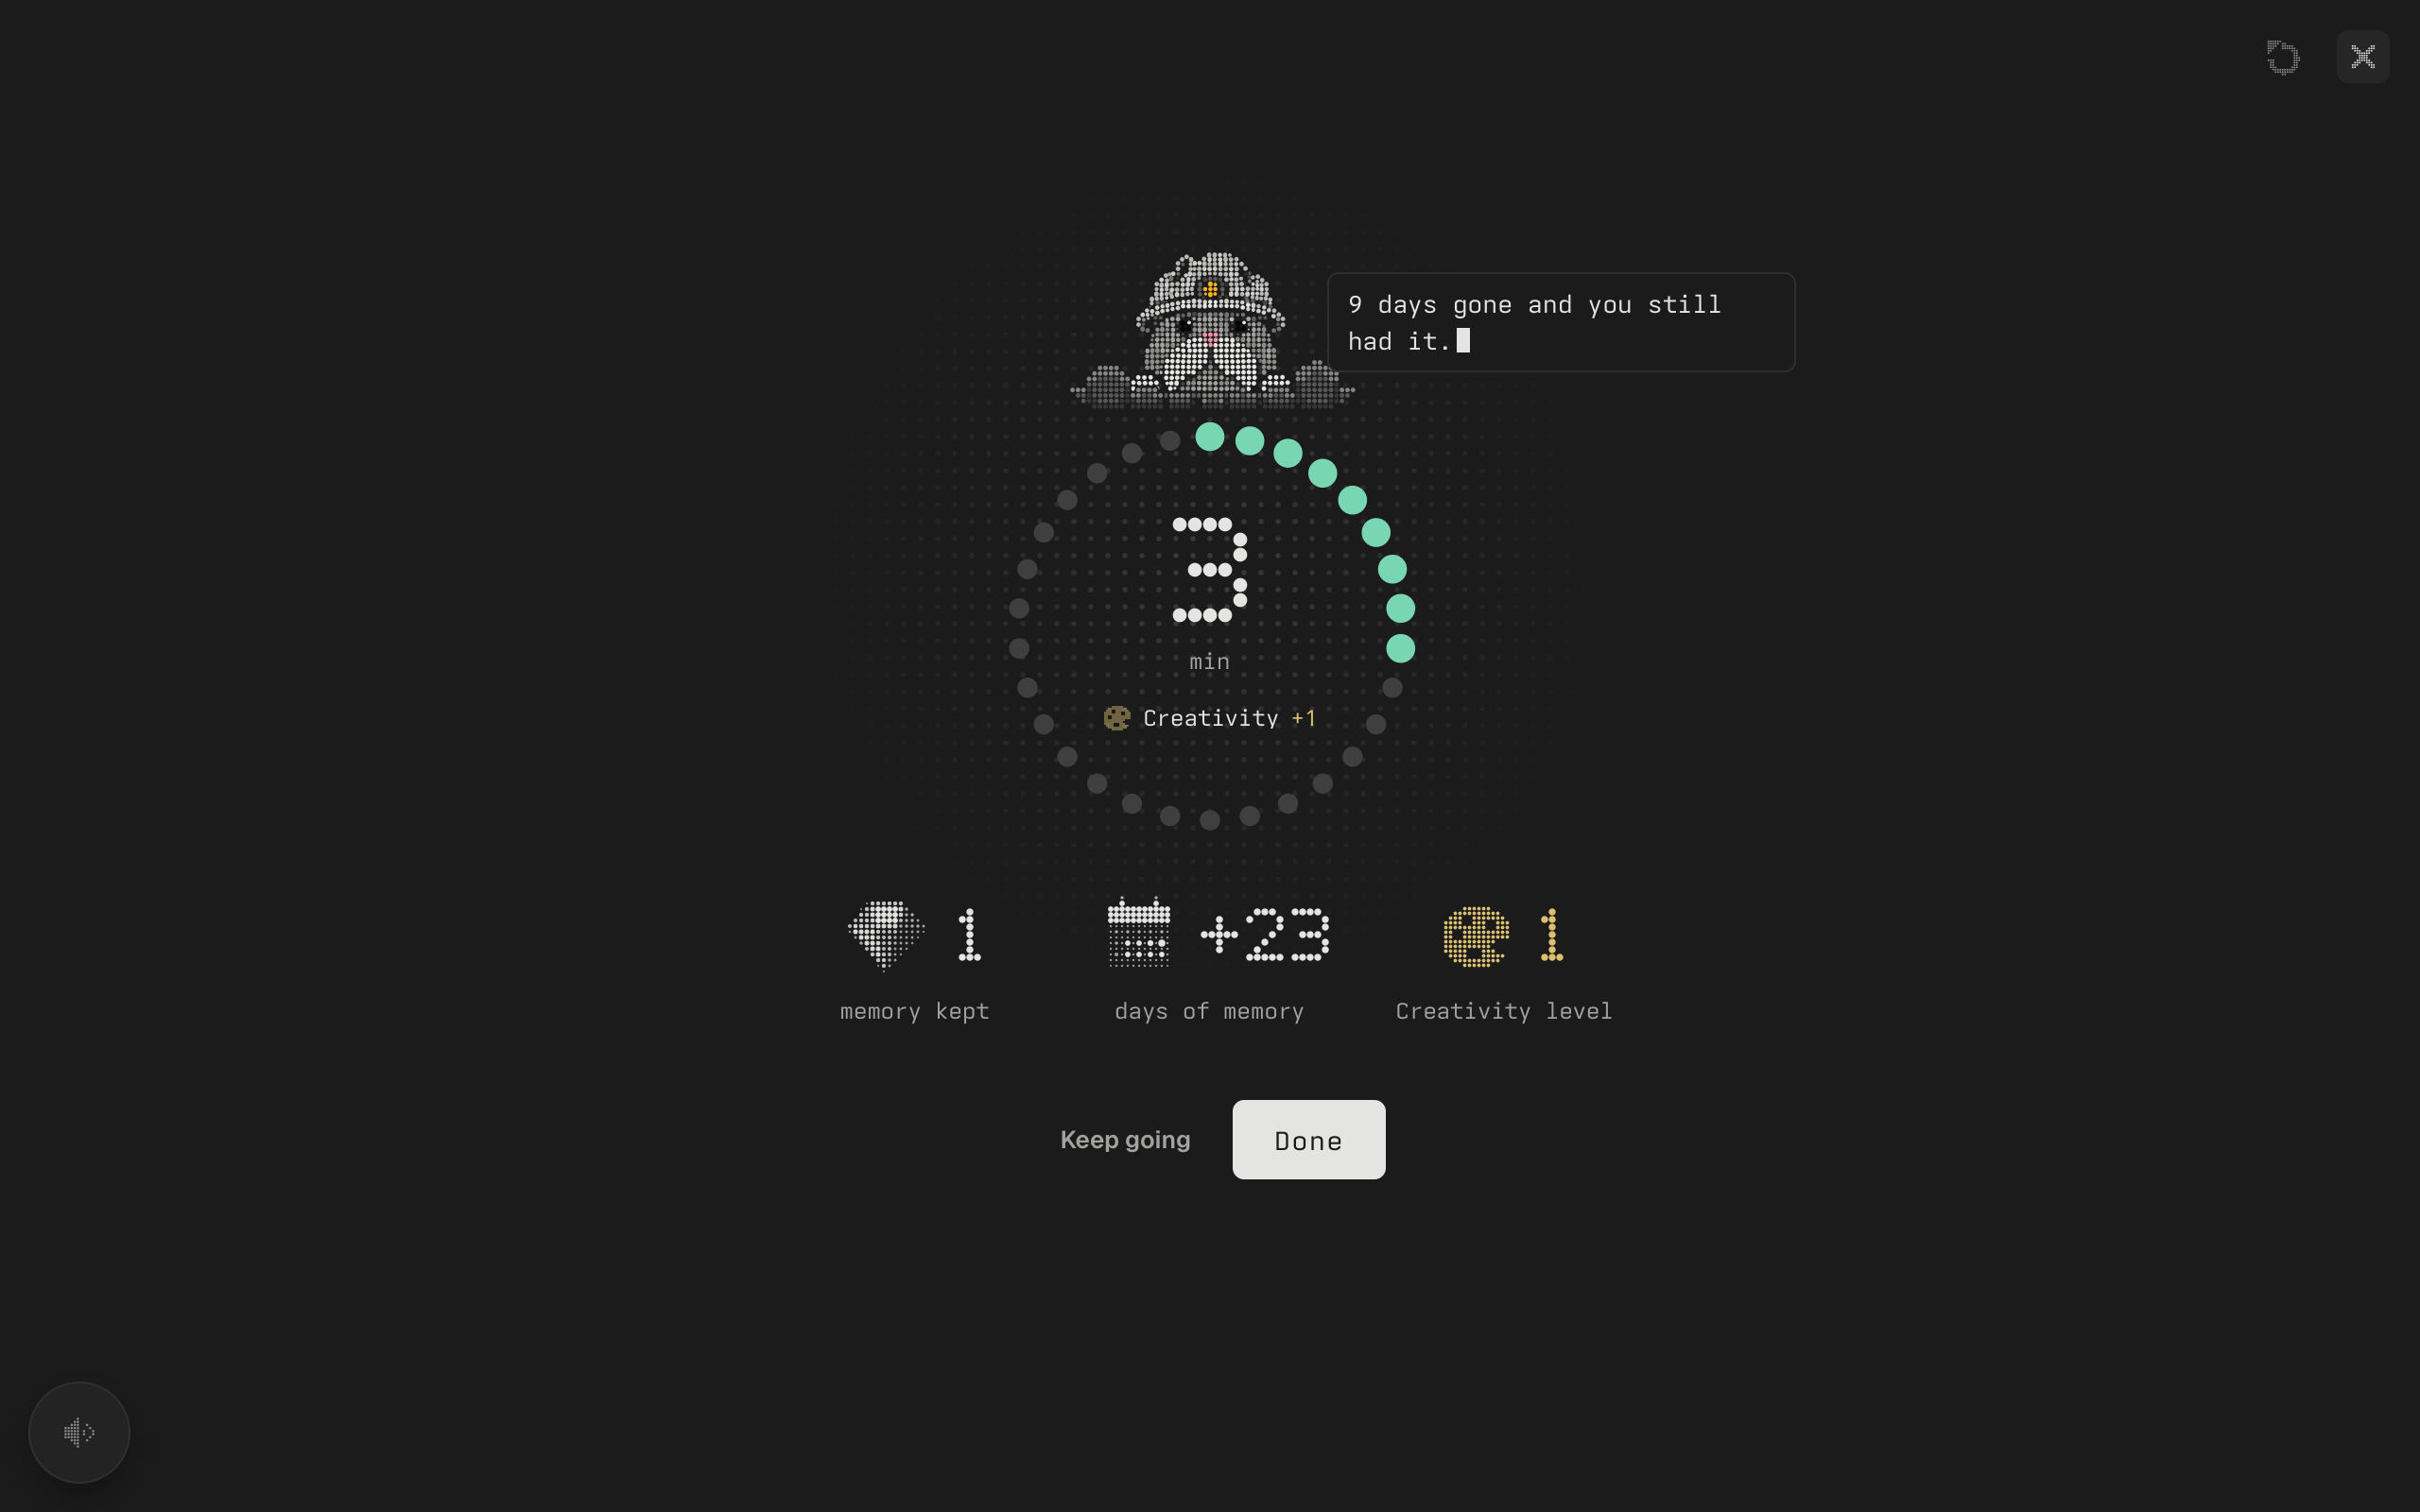 9 days gone and you still
had it.
3
min
Creativity +1
1
memory kept
+23
days of memory
1
Creativity level
Keep going
Done